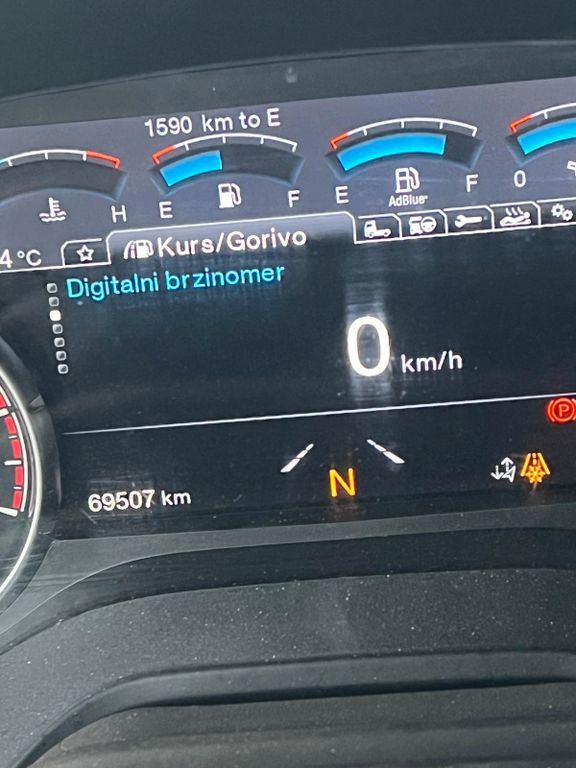 1590 km to E
H
E
F
E
AdBlue®
F
0
4 °C
Kurs/Gorivo
Digitalni brzinomer
0 km/h
P
N
69507 km